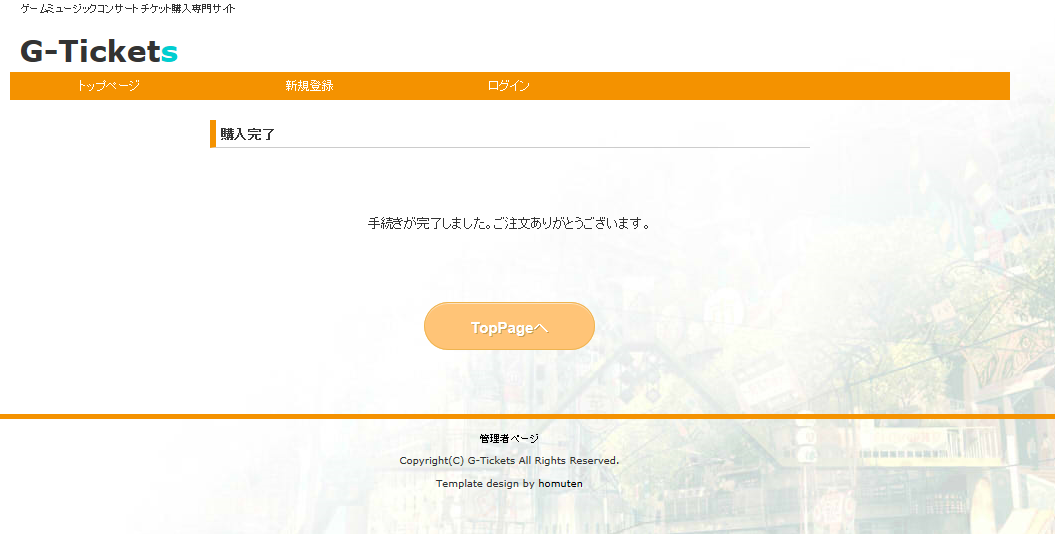 ゲームミュージックコンサートチケット購入専門サイト
G-Tickets
トップページ 新規登録 ログイン
購入完了
手続きが完了しました。ご注文ありがとうございます。
TopPageへ
管理者ページ
Copyright(C) G-Tickets All Rights Reserved.
Template design by homuten